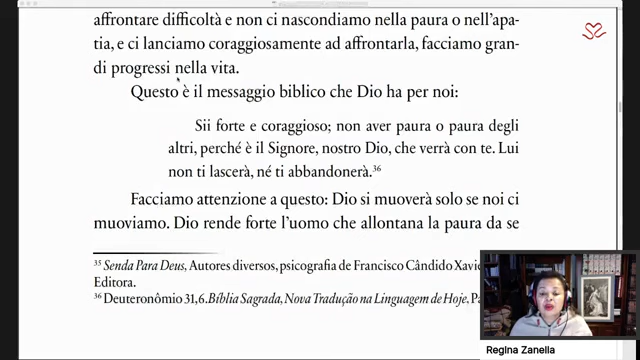 affrontare difficoltà e non ci nascondiamo nella paura o nell'apa-
tia, e ci lanciamo coraggiosamente ad affrontarla, facciamo gran-
di progressi nella vita.
Questo è il messaggio biblico che Dio ha per noi:
Sii forte e coraggioso; non aver paura o paura degli
altri, perché è il Signore, nostro Dio, che verrà con te. Lui
non ti lascerà, né ti abbandonerà.³⁶
Facciamo attenzione a questo: Dio si muoverà solo se noi ci
muoviamo. Dio rende forte l'uomo che allontana la paura da se
³⁵ Senda Para Deus, Autores diversos, psicografia de Francisco Cândido
Editora.
³⁶ Deuteronômio 31,6. Bíblia Sagrada, Nova Tradução na Linguagem de Hoje.
Regina Zanella